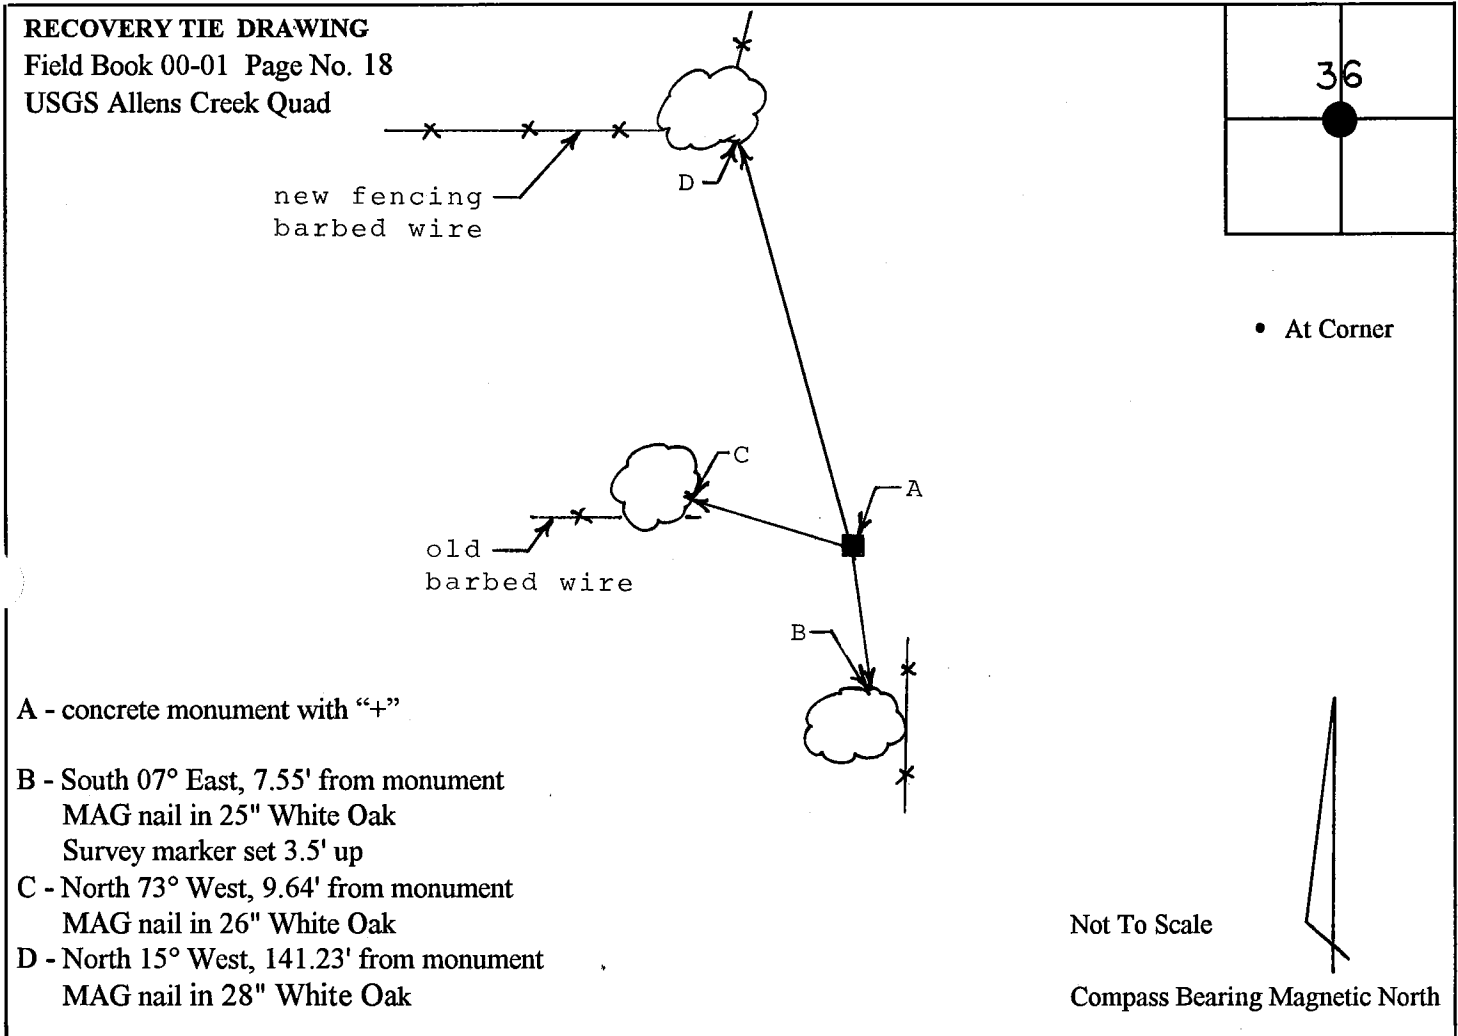 RECOVERY TIE DRAWING
Field Book 00-01 Page No. 18
USGS Allens Creek Quad
36
D
new fencing
barbed wire
• At Corner
C
A
old
barbed wire
B
A - concrete monument with “+”
B - South 07° East, 7.55' from monument
MAG nail in 25" White Oak
Survey marker set 3.5' up
C - North 73° West, 9.64' from monument
MAG nail in 26" White Oak
D - North 15° West, 141.23' from monument
MAG nail in 28" White Oak
Not To Scale
Compass Bearing Magnetic North